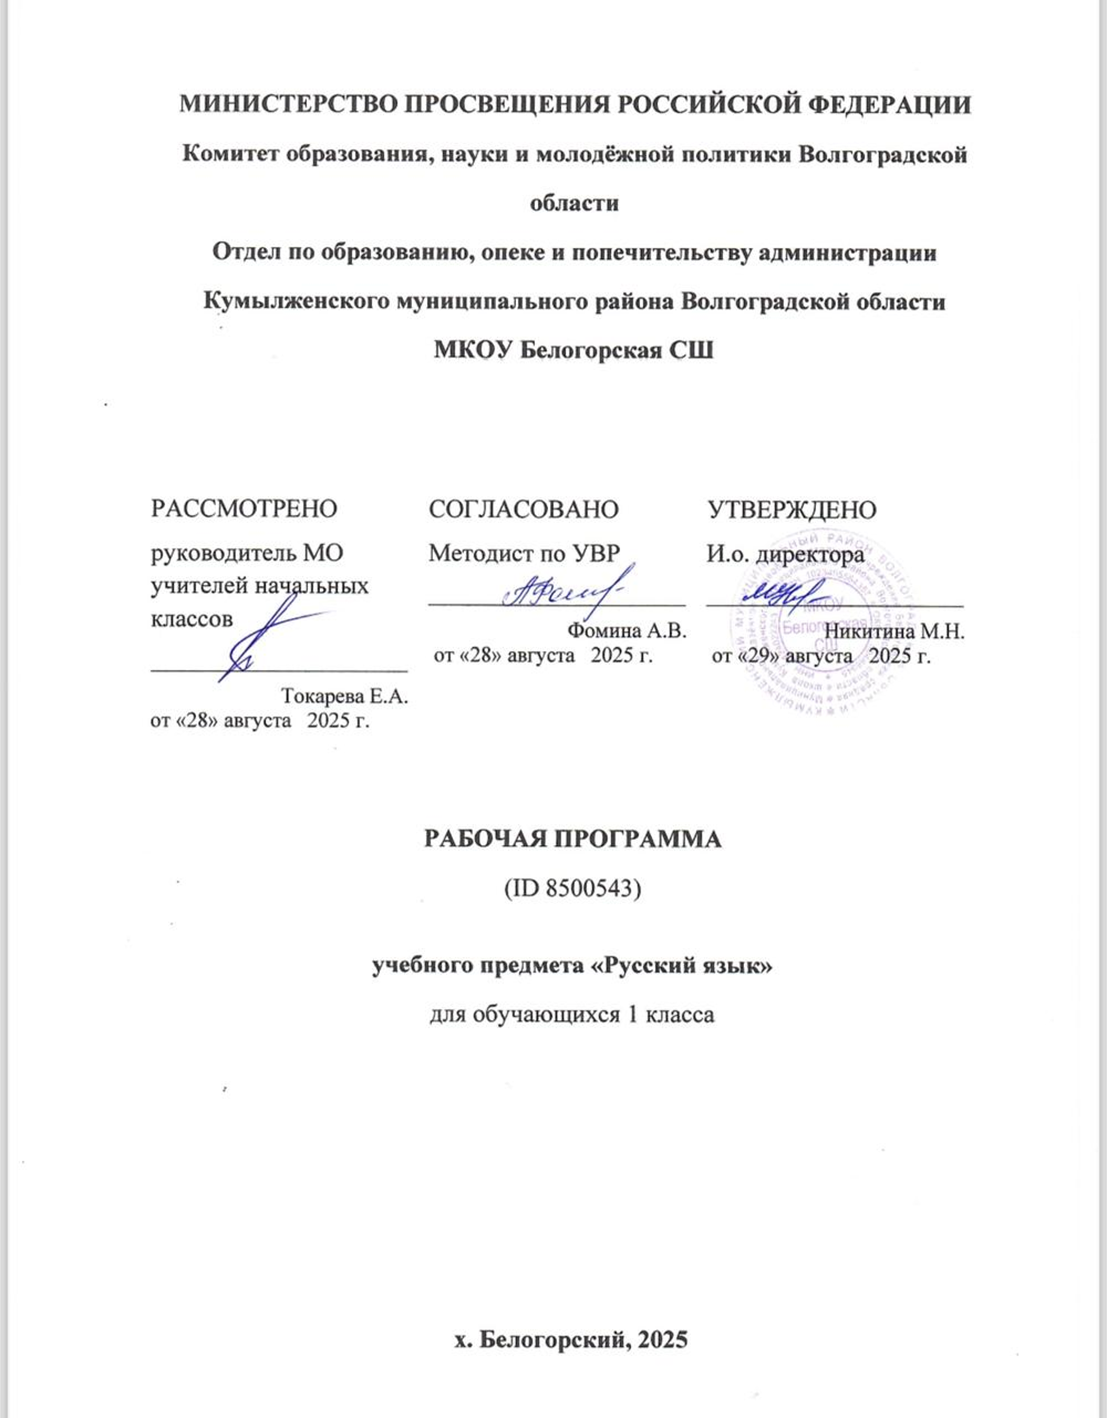 МИНИСТЕРСТВО ПРОСВЕЩЕНИЯ РОССИЙСКОЙ ФЕДЕРАЦИИ
Комитет образования, науки и молодёжной политики Волгоградской
области
Отдел по образованию, опеке и попечительству администрации
Кумылженского муниципального района Волгоградской области
МКОУ Белогорская СШ
РАССМОТРЕНО
руководитель МО
учителей начальных
классов
Токарева Е.А.
от «28» августа 2025 г.
СОГЛАСОВАНО
Методист по УВР
Фомина А.В.
от «28» августа 2025 г.
УТВЕРЖДЕНО
И.о. директора
МКОУ
Белогорская
СШ
Никитина М.Н.
от «29» августа 2025 г.
РАБОЧАЯ ПРОГРАММА
(ID 8500543)
учебного предмета «Русский язык»
для обучающихся 1 класса
х. Белогорский, 2025